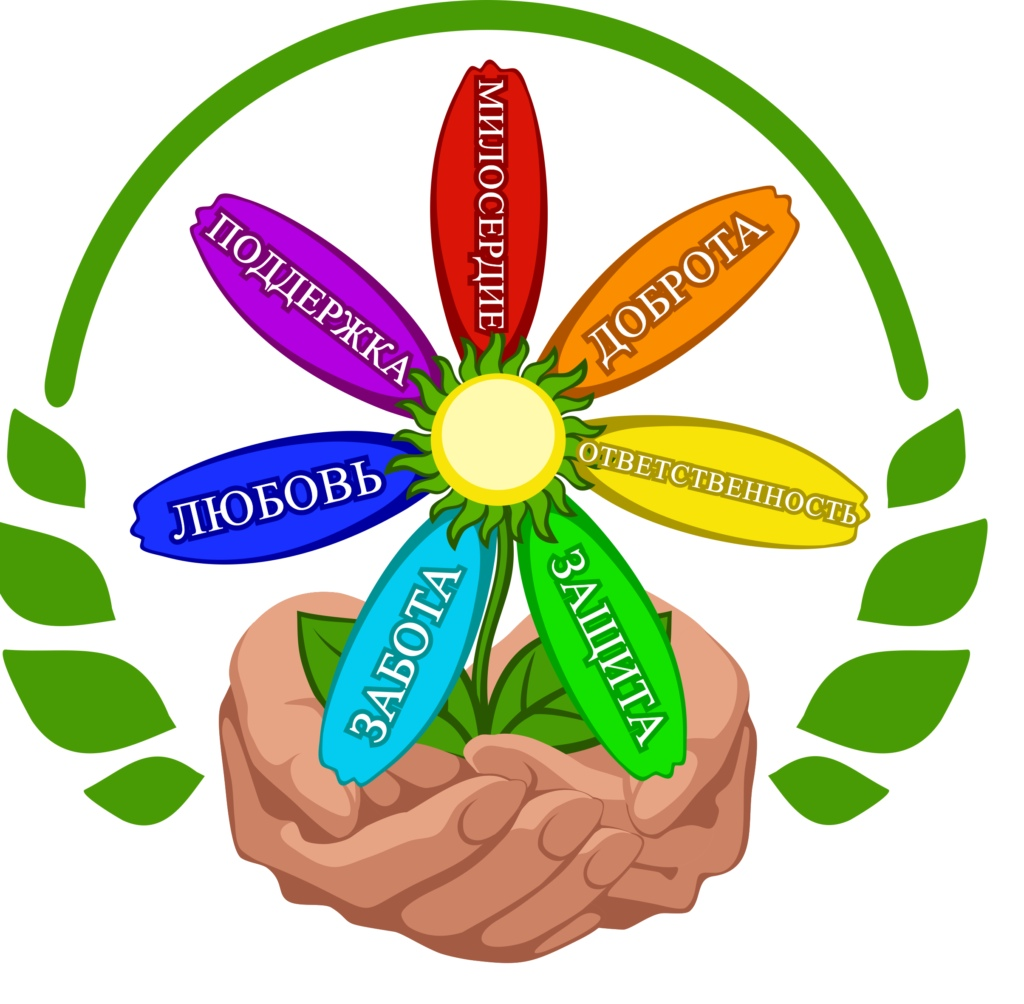 МИЛОСЕРДИЕ
ДОБРОТА
ОТВЕТСТВЕННОСТЬ
ЗАЩИТА
ЗАБОТА
ЛЮБОВЬ
ПОДДЕРЖКА